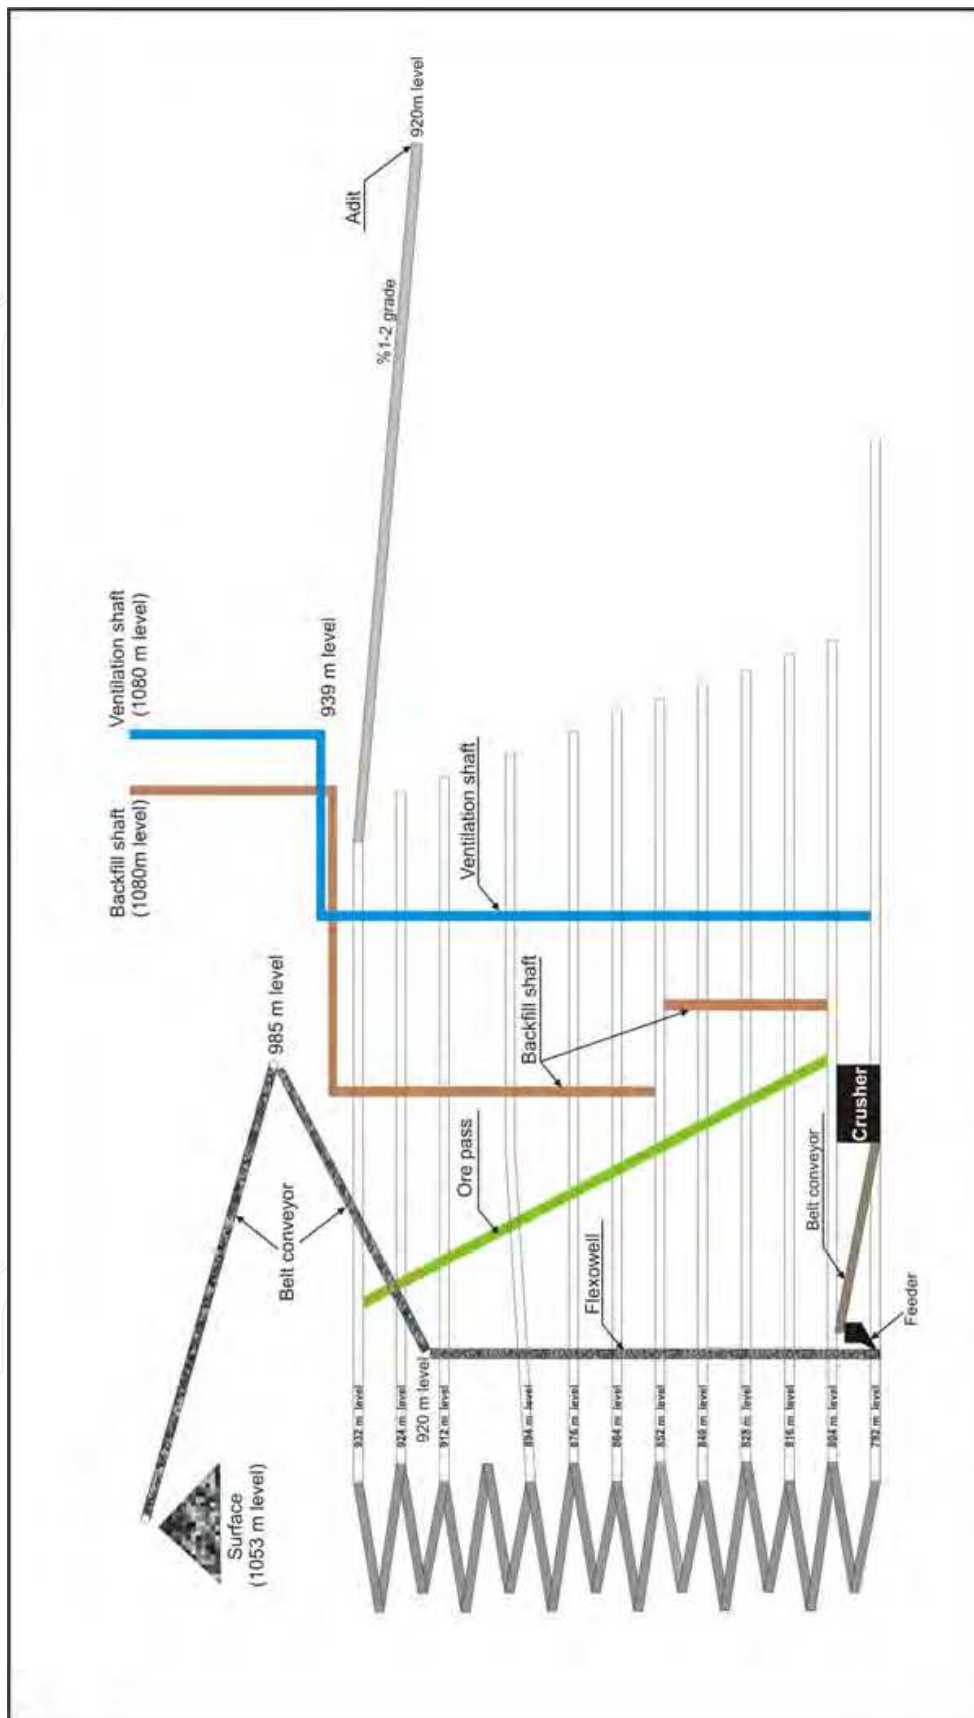 Surface
(1053 m level)
Belt conveyor
985 m level
Backfill shaft
(1080m level)
Ventilation shaft
(1080 m level)
939 m level
Adit
920m level
%1-2 grade
932 m. level
924 m. level
920 m level
912 m. level
894 m. level
876 m. level
864 m. level
852 m. level
840 m. level
828 m. level
816 m. level
804 m. level
792 m. level
Ore pass
Flexowell
Backfill shaft
Ventilation shaft
Crusher
Belt conveyor
Feeder